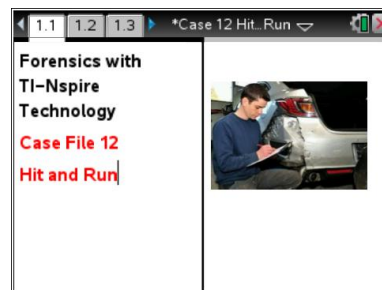 1.1 1.2 1.3 *Case 12 Hit...Run
Forensics with
TI-Nspire
Technology
Case File 12
Hit and Run